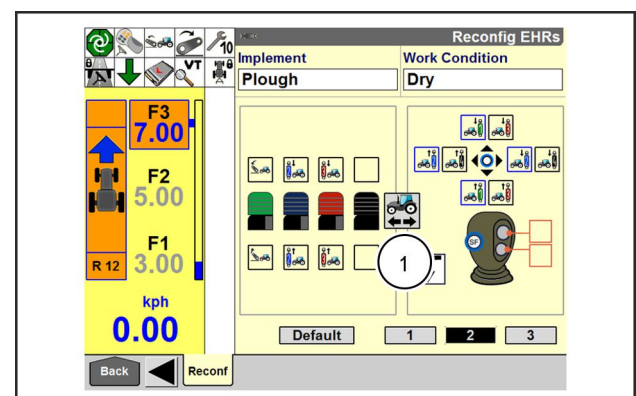 Reconfig EHRs
10
VT
Implement
Work Condition
Plough
Dry
F3
7.00
F2
5.00
F1
3.00
R 12
kph
0.00
SF
1
Default
1
2
3
Back
Reconf